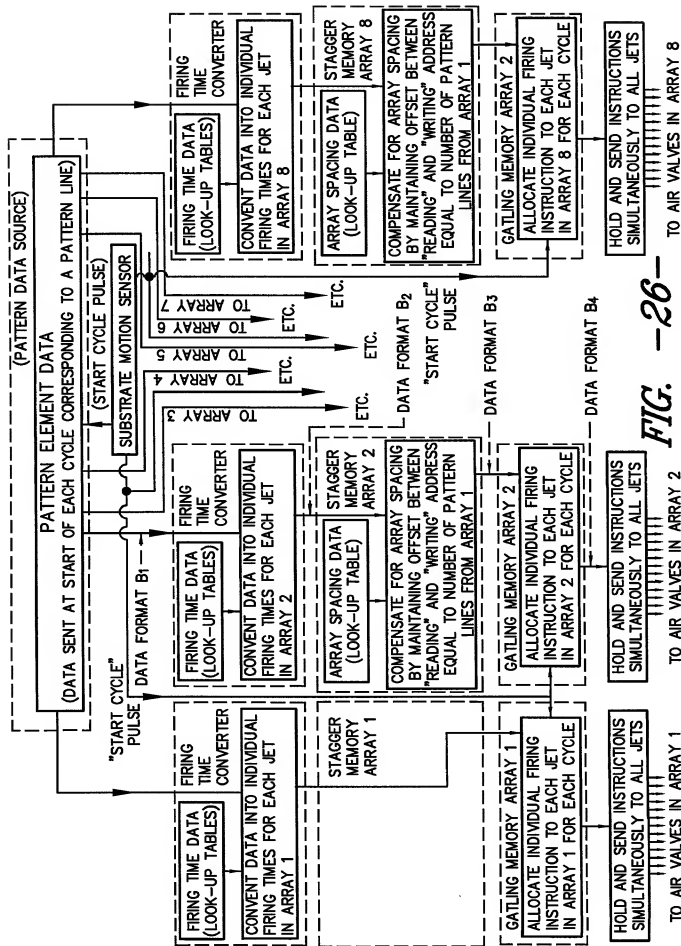 (PATTERN DATA SOURCE)
PATTERN ELEMENT DATA
(DATA SENT AT START OF EACH CYCLE CORRESPONDING TO A PATTERN LINE)
(START CYCLE PULSE)
SUBSTRATE MOTION SENSOR
"START CYCLE"
PULSE
DATA FORMAT B1
TO ARRAY 3
TO ARRAY 4
TO ARRAY 5
TO ARRAY 6
TO ARRAY 7
ETC.
ETC.
ETC.
ETC.
ETC.
FIRING
TIME
CONVERTER
FIRING TIME DATA
(LOOK-UP TABLES)
CONVENT DATA INTO INDIVIDUAL
FIRING TIMES FOR EACH JET
IN ARRAY 1
STAGGER
MEMORY
ARRAY 1
GATLING MEMORY ARRAY 1
ALLOCATE INDIVIDUAL FIRING
INSTRUCTION TO EACH JET
IN ARRAY 1 FOR EACH CYCLE
HOLD AND SEND INSTRUCTIONS
SIMULTANEOUSLY TO ALL JETS
TO AIR VALVES IN ARRAY 1
FIRING
TIME
CONVERTER
FIRING TIME DATA
(LOOK-UP TABLES)
CONVENT DATA INTO INDIVIDUAL
FIRING TIMES FOR EACH JET
IN ARRAY 2
DATA FORMAT B2
STAGGER
MEMORY
ARRAY 2
ARRAY SPACING DATA
(LOOK-UP TABLE)
COMPENSATE FOR ARRAY SPACING
BY MAINTAINING OFFSET BETWEEN
"READING" AND "WRITING" ADDRESS
EQUAL TO NUMBER OF PATTERN
LINES FROM ARRAY 1
DATA FORMAT B3
GATLING MEMORY ARRAY 2
ALLOCATE INDIVIDUAL FIRING
INSTRUCTION TO EACH JET
IN ARRAY 2 FOR EACH CYCLE
DATA FORMAT B4
HOLD AND SEND INSTRUCTIONS
SIMULTANEOUSLY TO ALL JETS
TO AIR VALVES IN ARRAY 2
"START CYCLE"
PULSE
FIRING
TIME
CONVERTER
FIRING TIME DATA
(LOOK-UP TABLES)
CONVENT DATA INTO INDIVIDUAL
FIRING TIMES FOR EACH JET
IN ARRAY 8
STAGGER
MEMORY
ARRAY 8
ARRAY SPACING DATA
(LOOK-UP TABLE)
COMPENSATE FOR ARRAY SPACING
BY MAINTAINING OFFSET BETWEEN
"READING" AND "WRITING" ADDRESS
EQUAL TO NUMBER OF PATTERN
LINES FROM ARRAY 1
GATLING MEMORY ARRAY 2
ALLOCATE INDIVIDUAL FIRING
INSTRUCTION TO EACH JET
IN ARRAY 8 FOR EACH CYCLE
HOLD AND SEND INSTRUCTIONS
SIMULTANEOUSLY TO ALL JETS
TO AIR VALVES IN ARRAY 8
FIG. -26-